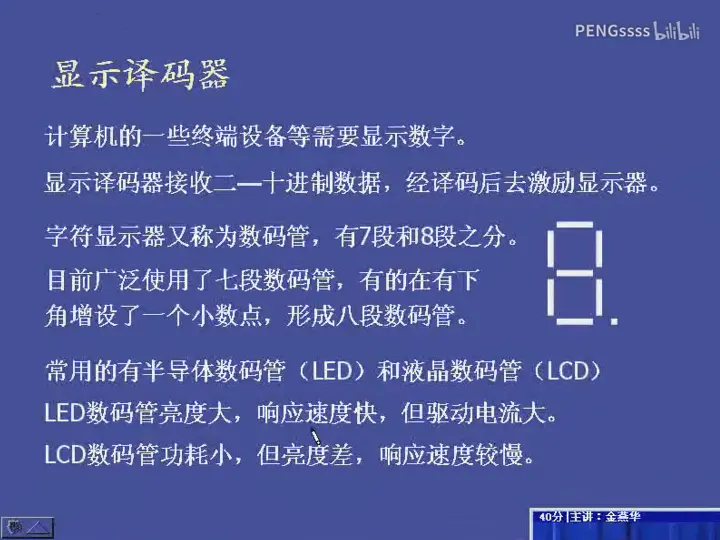 PENGssss bilibili
显示译码器
计算机的一些终端设备等需要显示数字。
显示译码器接收二—十进制数据，经译码后去激励显示器。
字符显示器又称为数码管，有7段和8段之分。
目前广泛使用了七段数码管，有的在有下
角增设了一个小数点，形成八段数码管。
常用的有半导体数码管（LED）和液晶数码管（LCD）
LED数码管亮度大，响应速度快，但驱动电流大。
LCD数码管功耗小，但亮度差，响应速度较慢。
40分|主讲：金燕华